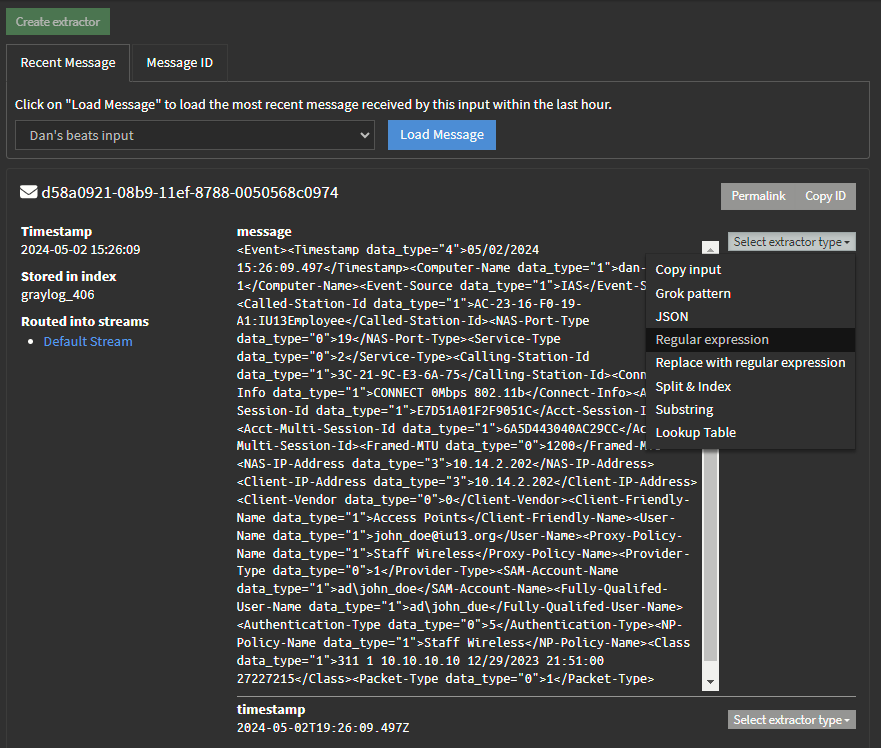 Create extractor
Recent Message
Message ID
Click on "Load Message" to load the most recent message received by this input within the last hour.
Dan's beats input
Load Message
d58a0921-08b9-11ef-8788-0050568c0974
Permalink
Copy ID
Timestamp
2024-05-02 15:26:09
Stored in index
graylog_406
Routed into streams
Default Stream
message
<Event><Timestamp data_type="4">05/02/2024
15:26:09.497</Timestamp><Computer-Name data_type="1">dan-
1</Computer-Name><Event-Source data_type="1">IAS</Event-S
<Called-Station-Id data_type="1">AC-23-16-F0-19-
A1:IU13Employee</Called-Station-Id><NAS-Port-Type
data_type="0">19</NAS-Port-Type><Service-Type
data_type="0">2</Service-Type><Calling-Station-Id
data_type="1">3C-21-9C-E3-6A-75</Calling-Station-Id><Conn
Info data_type="1">CONNECT 0Mbps 802.11b</Connect-Info><A
Session-Id data_type="1">E7D51A01F2F9051C</Acct-Session-I
<Acct-Multi-Session-Id data_type="1">6A5D443040AC29CC</Ac
Multi-Session-Id><Framed-MTU data_type="0">1200</Framed-MTU
<NAS-IP-Address data_type="3">10.14.2.202</NAS-IP-Address>
<Client-IP-Address data_type="3">10.14.2.202</Client-IP-Address>
<Client-Vendor data_type="0">0</Client-Vendor><Client-Friendly-
Name data_type="1">Access Points</Client-Friendly-Name><User-
Name data_type="1">john_doe@iu13.org</User-Name><Proxy-Policy-
Name data_type="1">Staff Wireless</Proxy-Policy-Name><Provider-
Type data_type="0">1</Provider-Type><SAM-Account-Name
data_type="1">ad\john_doe</SAM-Account-Name><Fully-Qualifed-
User-Name data_type="1">ad\john_due</Fully-Qualifed-User-Name>
<Authentication-Type data_type="0">5</Authentication-Type><NP-
Policy-Name data_type="1">Staff Wireless</NP-Policy-Name><Class
data_type="1">311 1 10.10.10.10 12/29/2023 21:51:00
27227215</Class><Packet-Type data_type="0">1</Packet-Type>
Select extractor type
Copy input
Grok pattern
JSON
Regular expression
Replace with regular expression
Split & Index
Substring
Lookup Table
timestamp
2024-05-02T19:26:09.497Z
Select extractor type